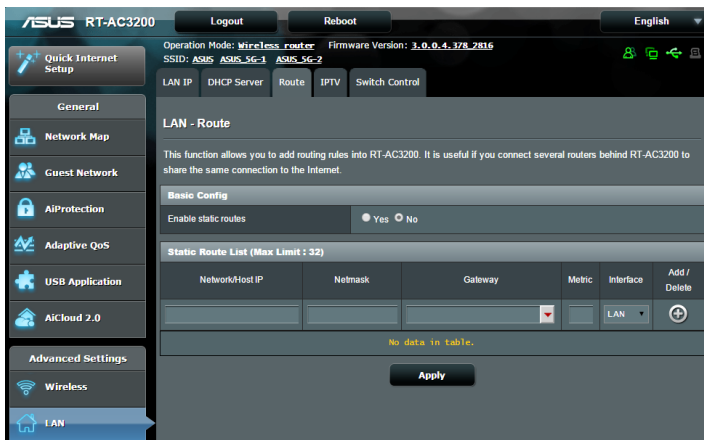 ASUS RT-AC3200 Logout Reboot English
Quick Internet Setup
Operation Mode: Wireless router Firmware Version: 3.0.0.4.378_2816
SSID: ASUS ASUS_5G-1 ASUS_5G-2
LAN IP DHCP Server Route IPTV Switch Control
General
Network Map
Guest Network
AiProtection
Adaptive QoS
USB Application
AiCloud 2.0
Advanced Settings
Wireless
LAN
LAN - Route
This function allows you to add routing rules into RT-AC3200. It is useful if you connect several routers behind RT-AC3200 to
share the same connection to the Internet.
Basic Config
Enable static routes Yes No
Static Route List (Max Limit : 32)
Network/Host IP Netmask Gateway Metric Interface Add / Delete
LAN
No data in table.
Apply